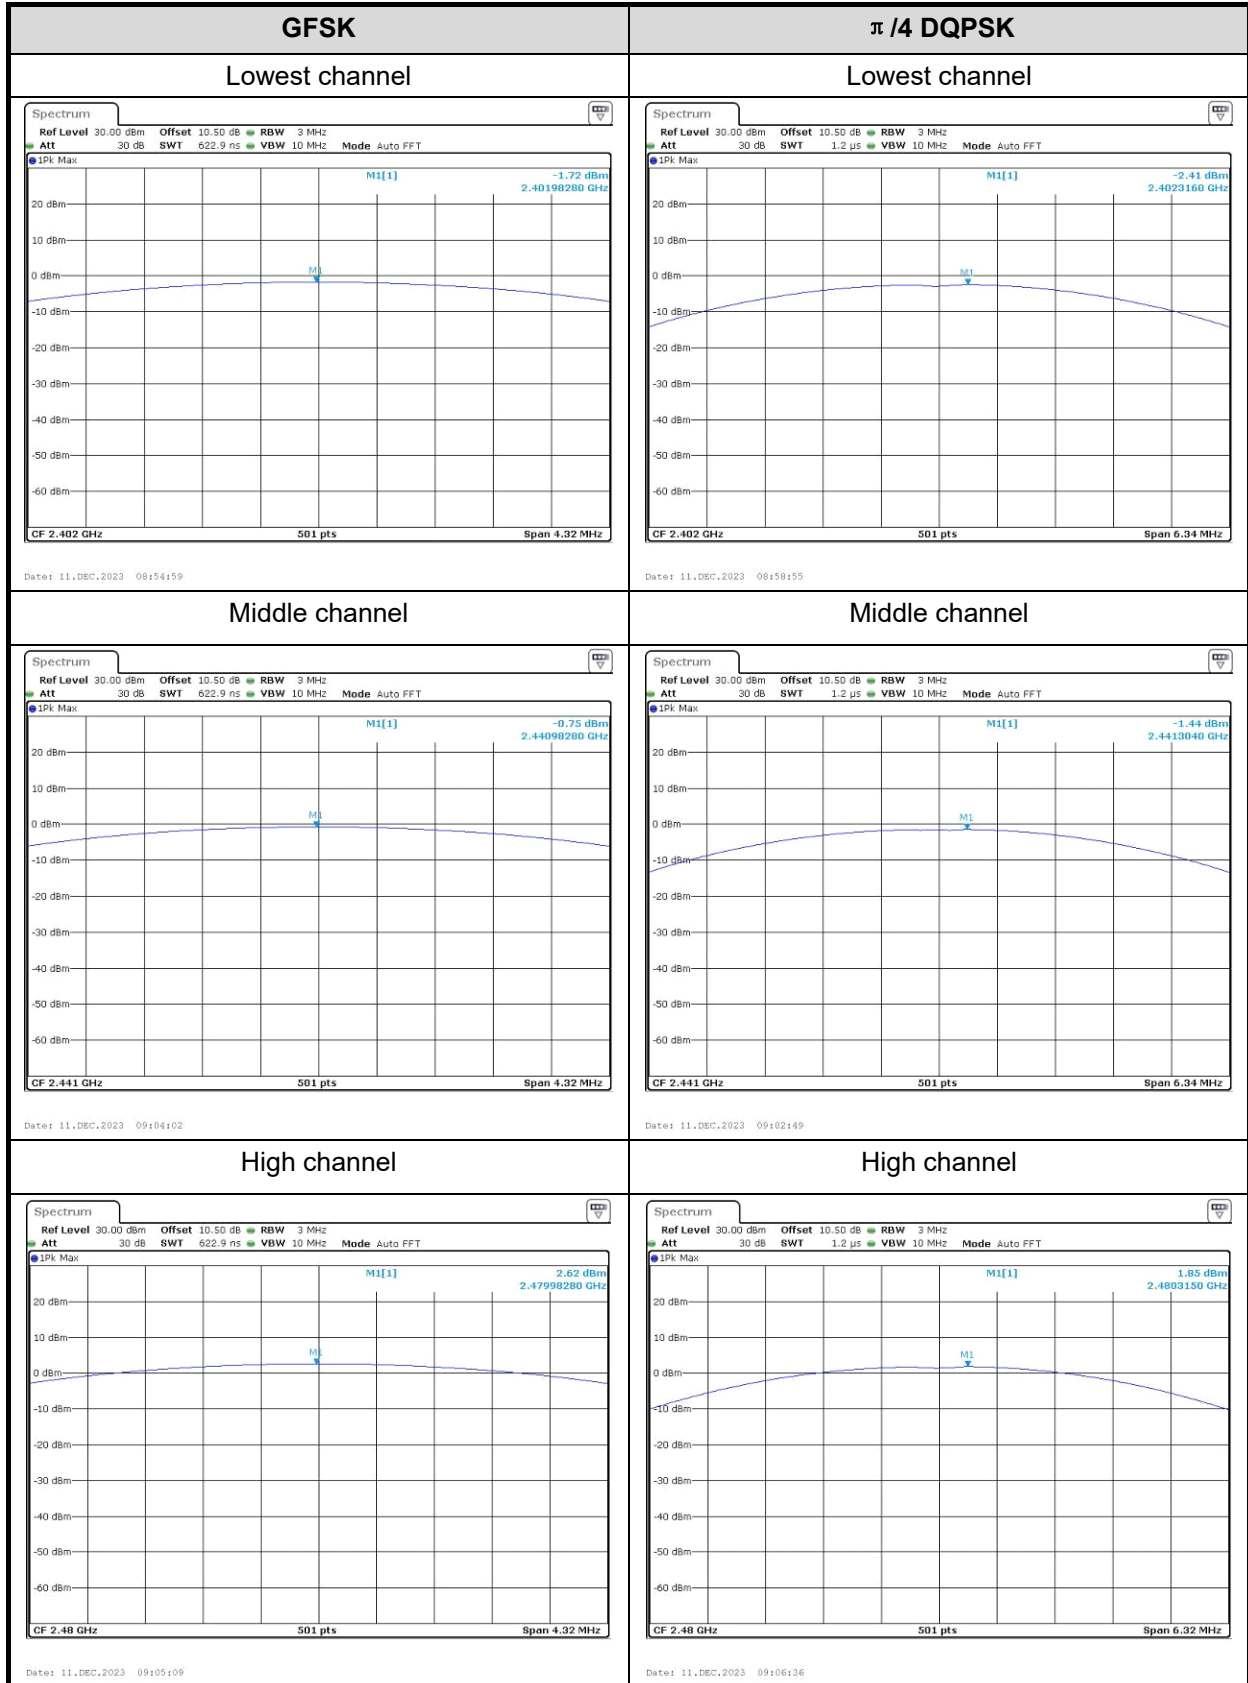 GFSK
π/4 DQPSK
Lowest channel
Lowest channel
Spectrum
Ref Level 30.00 dBm Offset 10.50 dB RBW 3 MHz
Att 30 dB SWT 622.9 ns VBW 10 MHz Mode Auto FFT
1Pk Max
M1[1] -1.72 dBm
2.40198280 GHz
20 dBm
10 dBm
M1
0 dBm
-10 dBm
-20 dBm
-30 dBm
-40 dBm
-50 dBm
-60 dBm
CF 2.402 GHz 501 pts Span 4.32 MHz
Date: 11.DEC.2023 08:54:59
Spectrum
Ref Level 30.00 dBm Offset 10.50 dB RBW 3 MHz
Att 30 dB SWT 1.2 µs VBW 10 MHz Mode Auto FFT
1Pk Max
M1[1] -2.41 dBm
2.4023160 GHz
20 dBm
10 dBm
M1
0 dBm
-10 dBm
-20 dBm
-30 dBm
-40 dBm
-50 dBm
-60 dBm
CF 2.402 GHz 501 pts Span 6.34 MHz
Date: 11.DEC.2023 08:58:55
Middle channel
Middle channel
Spectrum
Ref Level 30.00 dBm Offset 10.50 dB RBW 3 MHz
Att 30 dB SWT 622.9 ns VBW 10 MHz Mode Auto FFT
1Pk Max
M1[1] -0.75 dBm
2.44098280 GHz
20 dBm
10 dBm
M1
0 dBm
-10 dBm
-20 dBm
-30 dBm
-40 dBm
-50 dBm
-60 dBm
CF 2.441 GHz 501 pts Span 4.32 MHz
Date: 11.DEC.2023 09:04:02
Spectrum
Ref Level 30.00 dBm Offset 10.50 dB RBW 3 MHz
Att 30 dB SWT 1.2 µs VBW 10 MHz Mode Auto FFT
1Pk Max
M1[1] -1.44 dBm
2.4413040 GHz
20 dBm
10 dBm
M1
0 dBm
-10 dBm
-20 dBm
-30 dBm
-40 dBm
-50 dBm
-60 dBm
CF 2.441 GHz 501 pts Span 6.34 MHz
Date: 11.DEC.2023 09:02:49
High channel
High channel
Spectrum
Ref Level 30.00 dBm Offset 10.50 dB RBW 3 MHz
Att 30 dB SWT 622.9 ns VBW 10 MHz Mode Auto FFT
1Pk Max
M1[1] 2.62 dBm
2.47998280 GHz
20 dBm
10 dBm
M1
0 dBm
-10 dBm
-20 dBm
-30 dBm
-40 dBm
-50 dBm
-60 dBm
CF 2.48 GHz 501 pts Span 4.32 MHz
Date: 11.DEC.2023 09:05:09
Spectrum
Ref Level 30.00 dBm Offset 10.50 dB RBW 3 MHz
Att 30 dB SWT 1.2 µs VBW 10 MHz Mode Auto FFT
1Pk Max
M1[1] 1.85 dBm
2.4803150 GHz
20 dBm
10 dBm
M1
0 dBm
-10 dBm
-20 dBm
-30 dBm
-40 dBm
-50 dBm
-60 dBm
CF 2.48 GHz 501 pts Span 6.32 MHz
Date: 11.DEC.2023 09:06:36